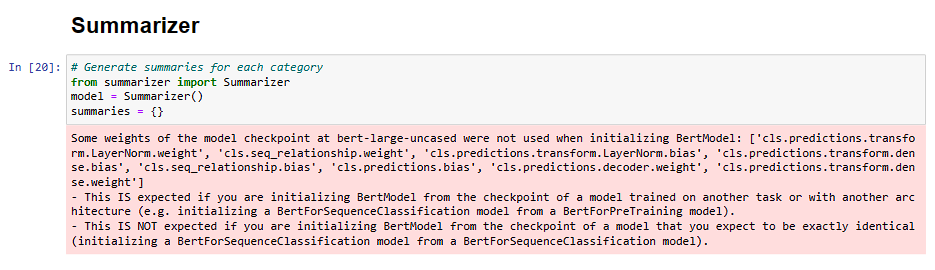 Summarizer
In [20]: # Generate summaries for each category
from summarizer import Summarizer
model = Summarizer()
summaries = {}
Some weights of the model checkpoint at bert-large-uncased were not used when initializing BertModel: ['cls.predictions.transfo
rm.LayerNorm.weight', 'cls.seq_relationship.weight', 'cls.predictions.transform.LayerNorm.bias', 'cls.predictions.transform.den
se.bias', 'cls.seq_relationship.bias', 'cls.predictions.bias', 'cls.predictions.decoder.weight', 'cls.predictions.transform.den
se.weight']
- This IS expected if you are initializing BertModel from the checkpoint of a model trained on another task or with another arc
hitecture (e.g. initializing a BertForSequenceClassification model from a BertForPreTraining model).
- This IS NOT expected if you are initializing BertModel from the checkpoint of a model that you expect to be exactly identical
(initializing a BertForSequenceClassification model from a BertForSequenceClassification model).